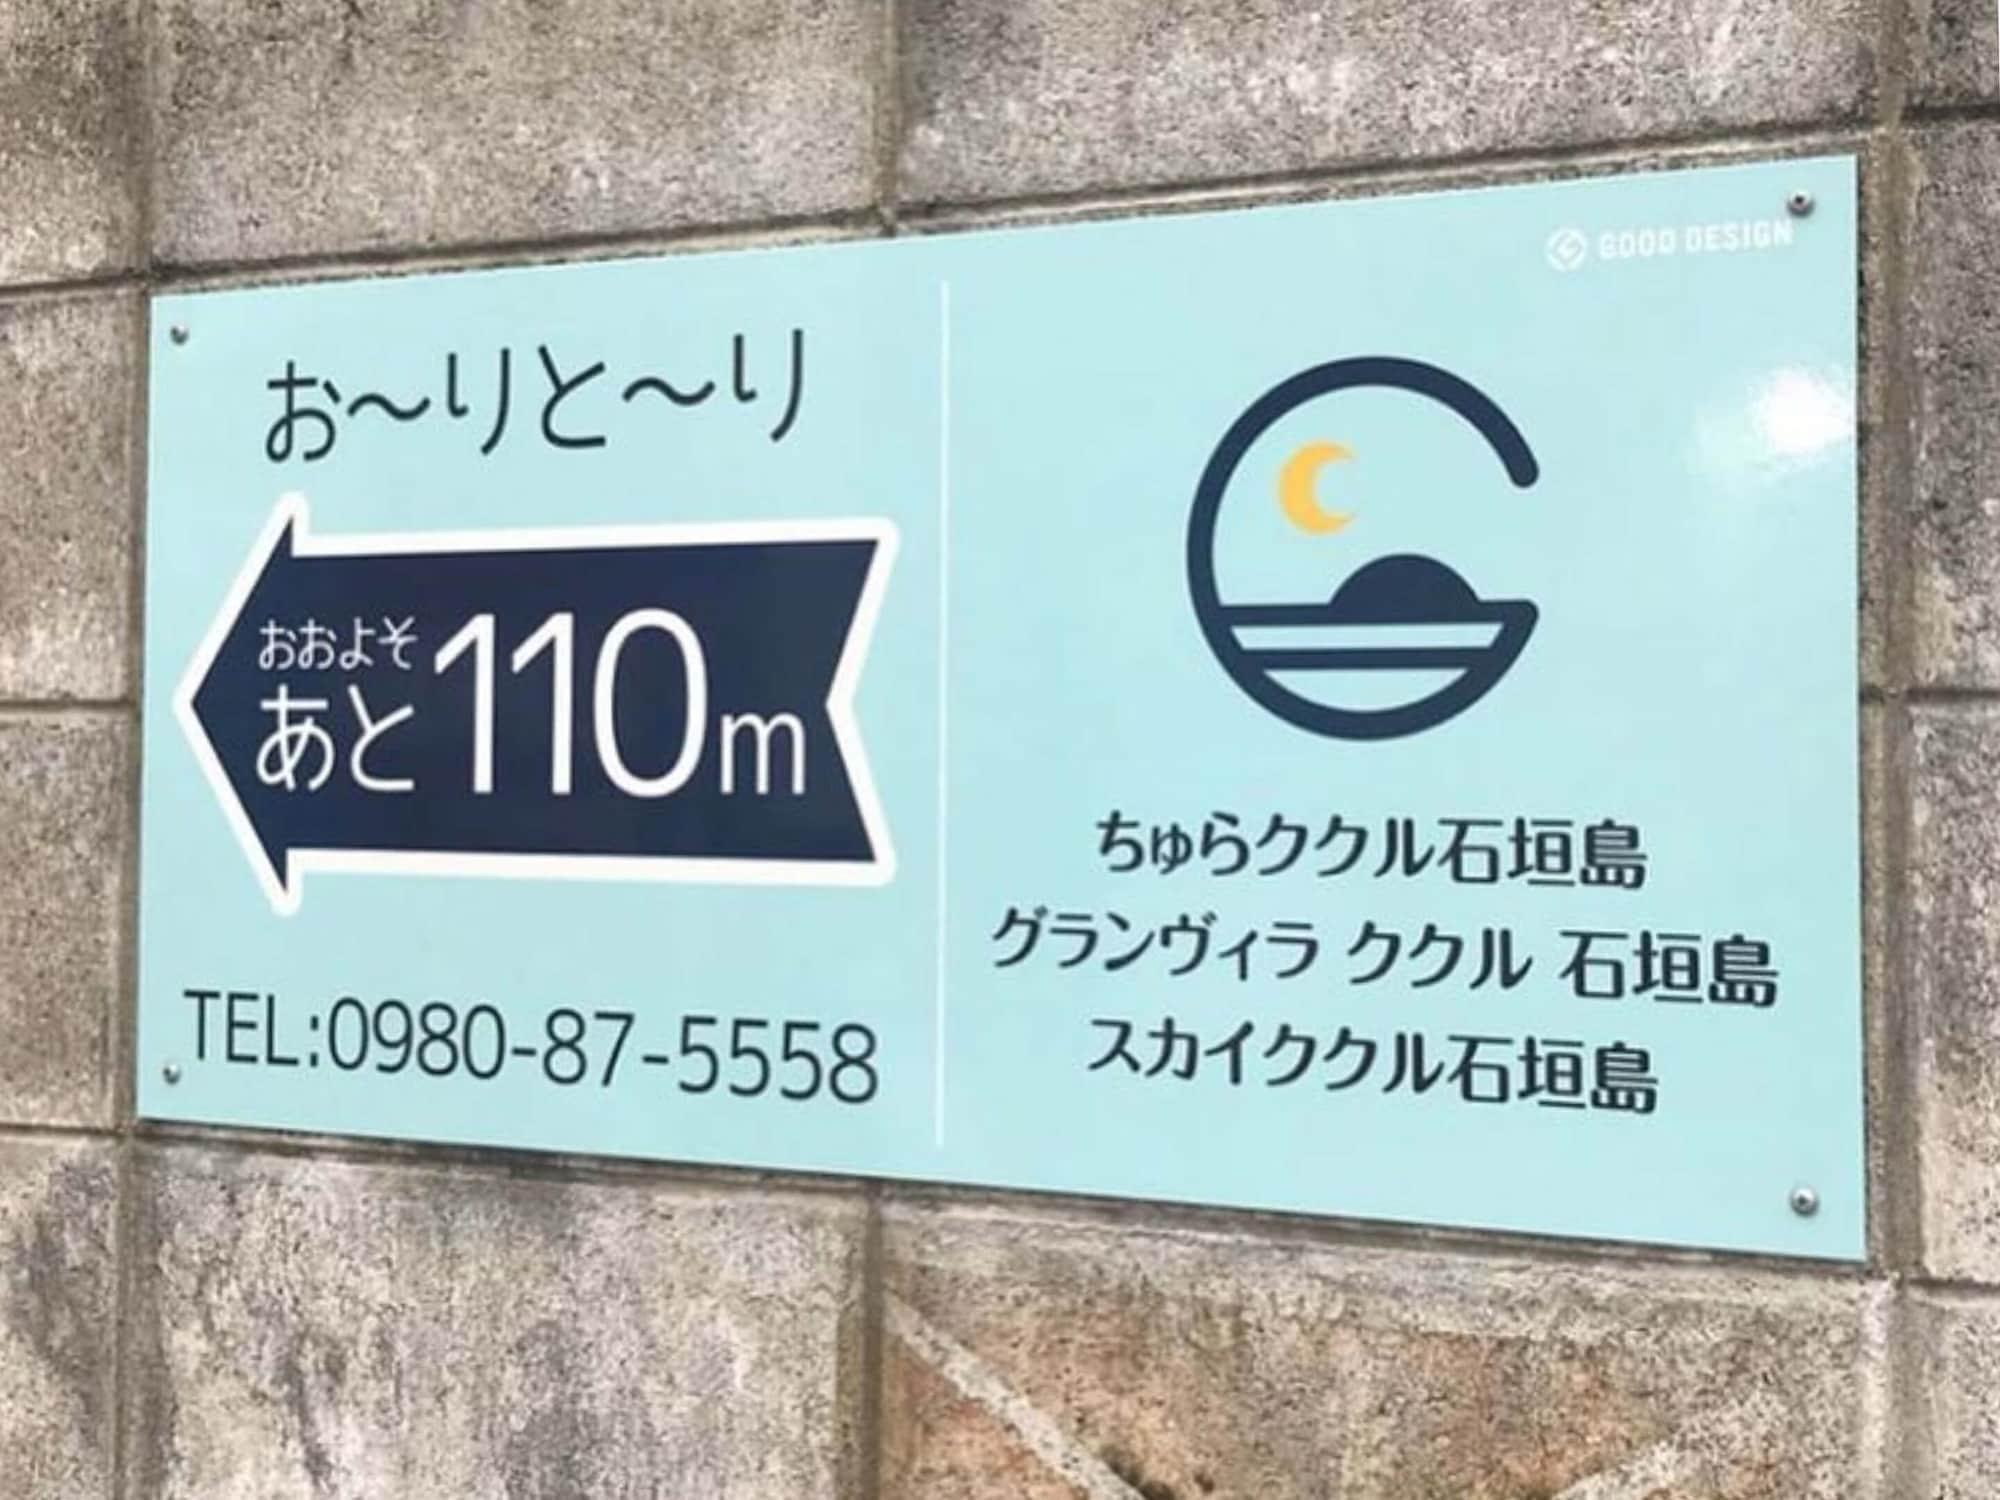 お〜りと〜り
おおよそ
あと110m
TEL:0980-87-5558
GOOD DESIGN
ちゅらククル石垣島
グランヴィラ ククル 石垣島
スカイククル石垣島